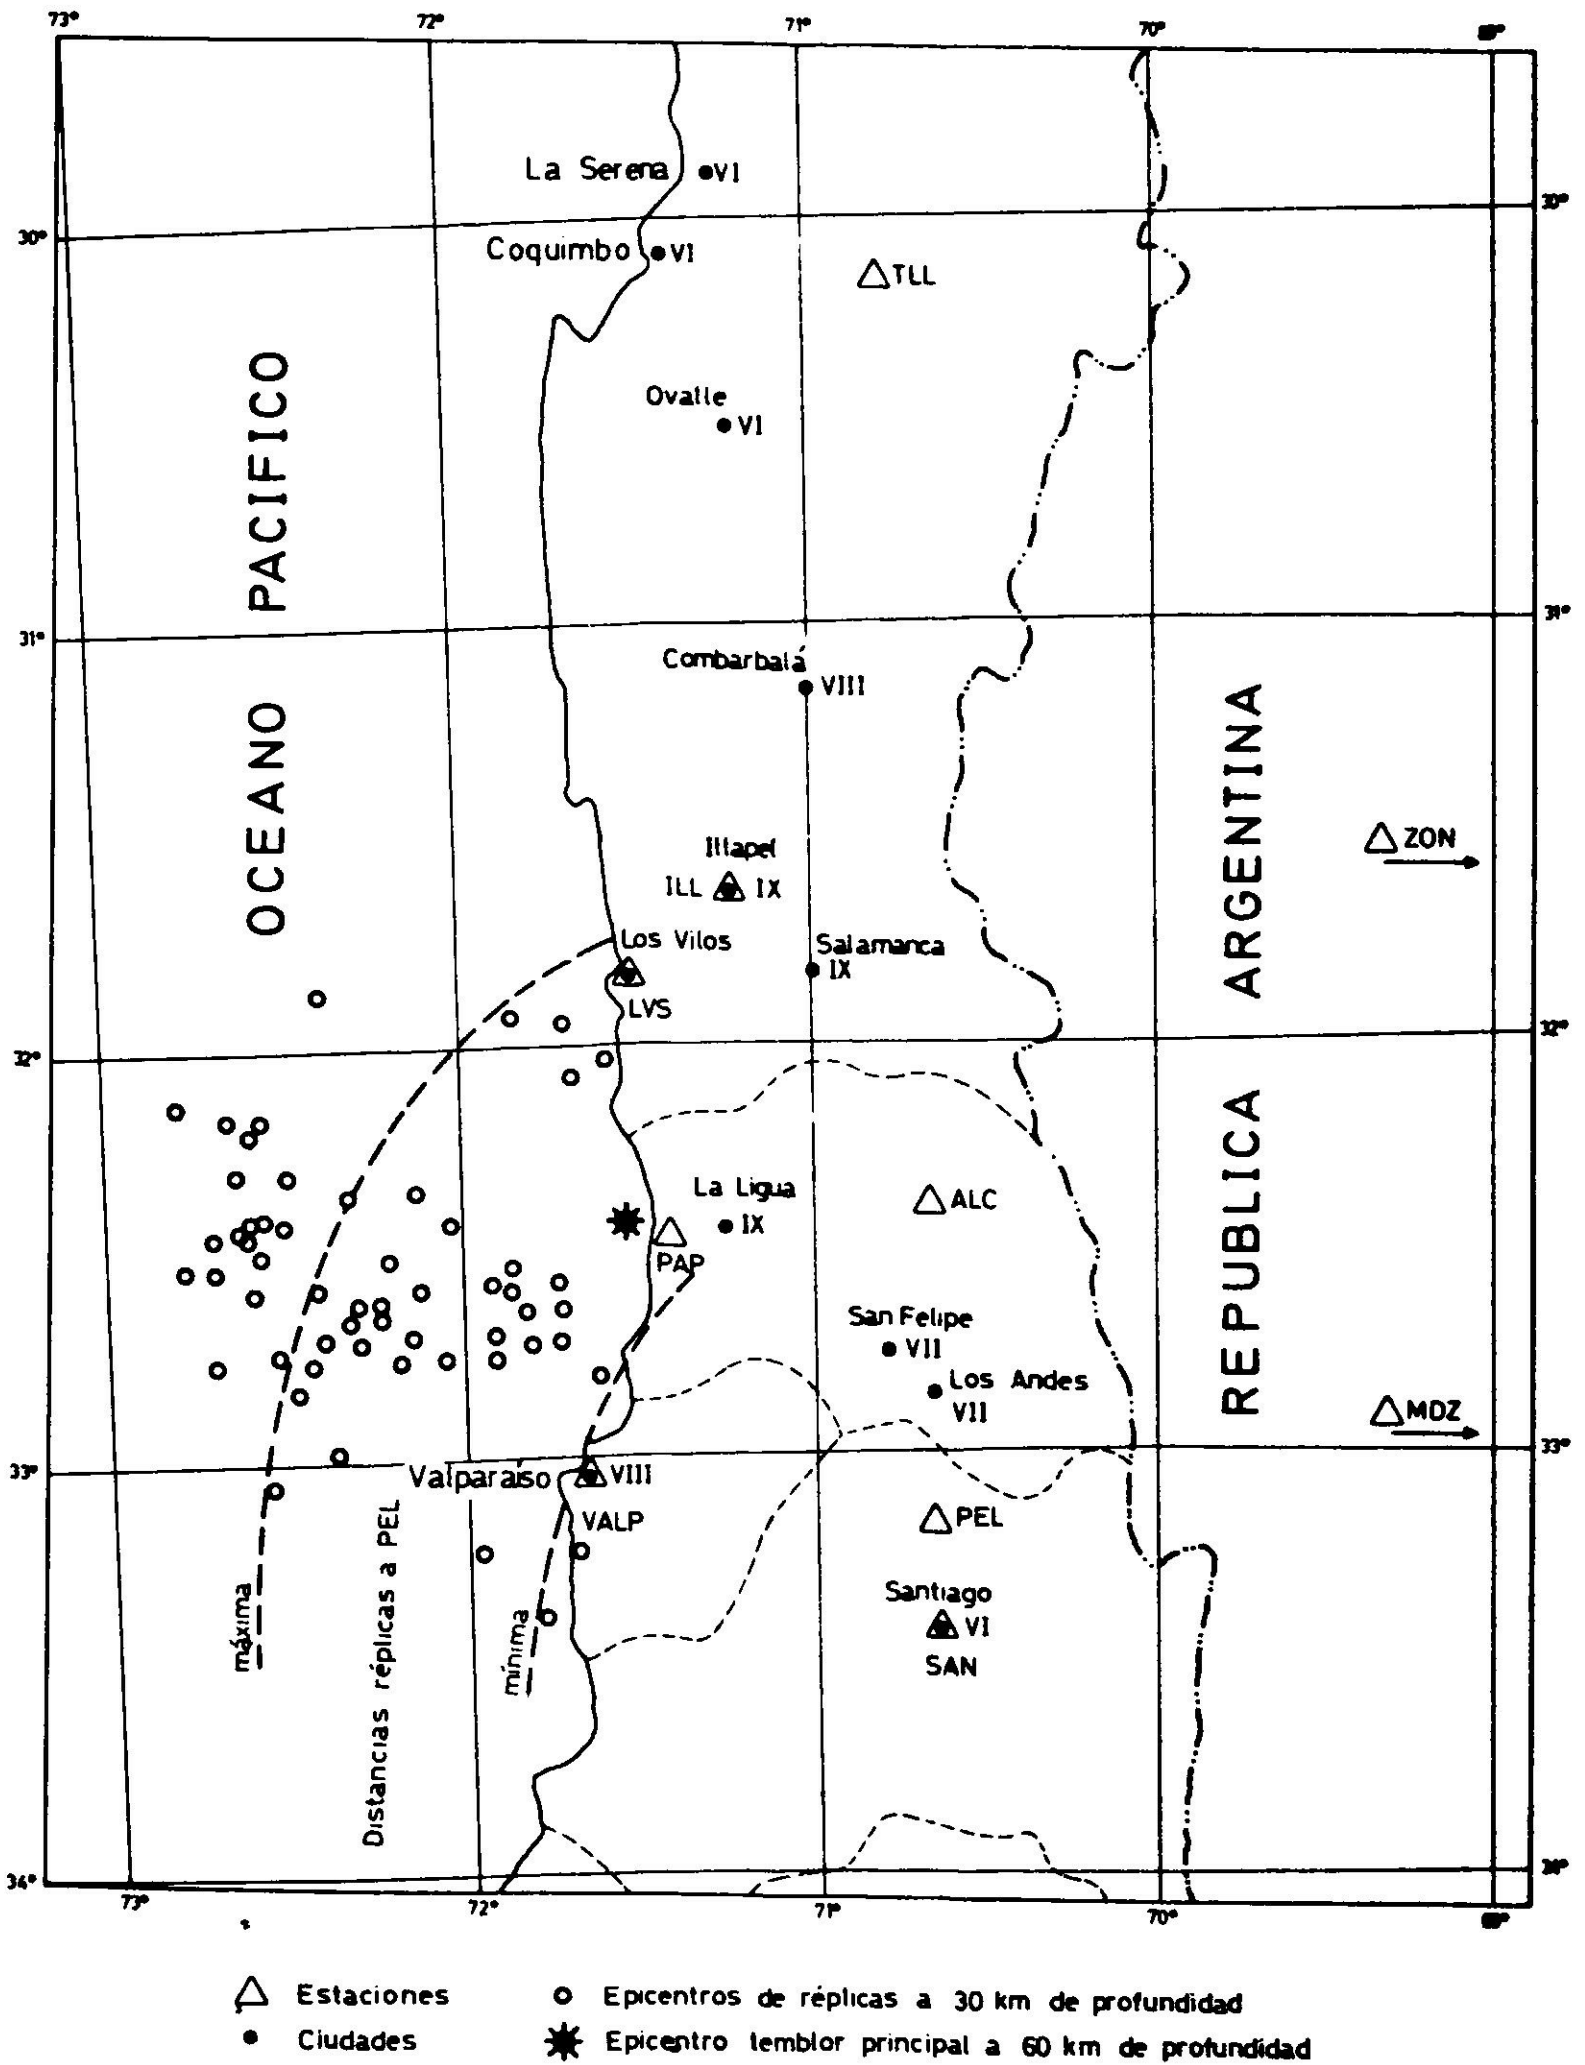 73° 72° 71° 70°
La Serena VI
30° 30°
Coquimbo VI
TLL
Ovalle
VI
OCEANO PACIFICO
31° 31°
Combarbalá
VIII
REPUBLICA ARGENTINA
ZON
Illapel
ILL IX
Los Vilos
Salamanca
IX
LVS
32° 32°
La Ligua
IX
ALC
PAP
San Felipe
VII
Los Andes
VII
MDZ
33° 33°
Valparaíso VIII
VALP
PEL
Distancias réplicas a PEL
máxima
mínima
Santiago
VI
SAN
34°
73° 72° 71° 70°
Estaciones
Epicentros de réplicas a 30 km de profundidad
Ciudades
Epicentro temblor principal a 60 km de profundidad